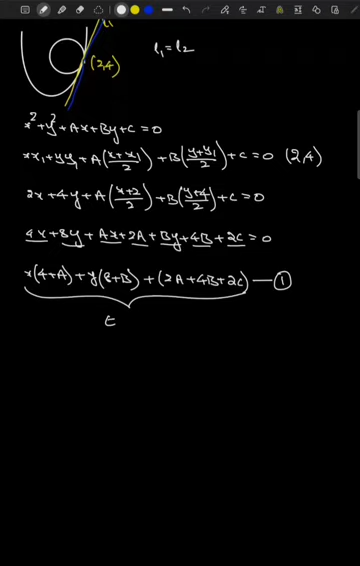 l₁
l₁ = l₂
(2,4)
x² + y² + Ax + By + C = 0
xx₁ + yy₁ + A(x+x₁/2) + B(y+y₁/2) + C = 0 (2,4)
2x + 4y + A(x+2/2) + B(y+4/2) + C = 0
4x + 8y + Ax + 2A + By + 4B + 2C = 0
x(4+A) + y(8+B) + (2A+4B+2C) — ①